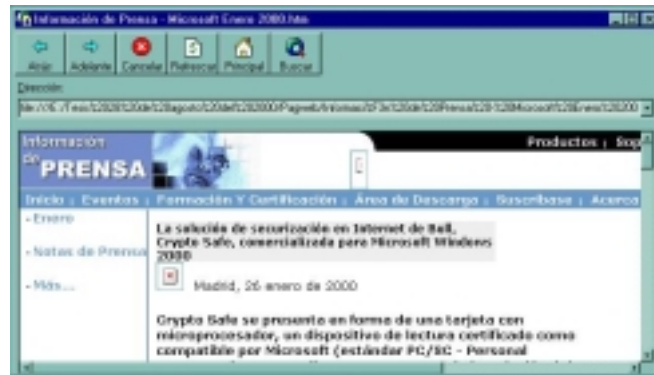 Información de Prensa - Microsoft Enero 2000.htm
Atrás Adelante Cancelar Refrescar Principal Buscar
Dirección:
Información
de PRENSA
Productos |
Inicio | Eventos | Formación Y Certificación | Área de Descarga | Suscríbase | Acerca
- Enero
- Notas de Prensa
- Más...
La solución de securización en Internet de Bull,
Crypto Safe, comercializada para Microsoft Windows
2000
Madrid, 26 enero de 2000
Crypto Safe se presenta en forma de una tarjeta con
microprocesador, un dispositivo de lectura certificado como
compatible por Microsoft (estándar PC/SC - Personal